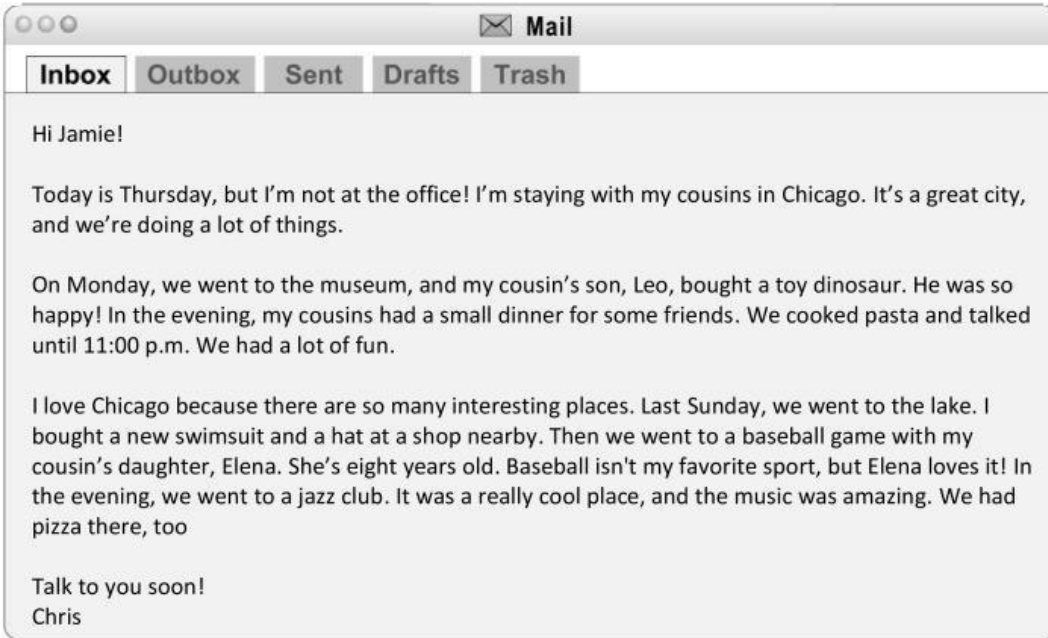 Mail
Inbox Outbox Sent Drafts Trash
Hi Jamie!
Today is Thursday, but I’m not at the office! I’m staying with my cousins in Chicago. It’s a great city,
and we’re doing a lot of things.
On Monday, we went to the museum, and my cousin’s son, Leo, bought a toy dinosaur. He was so
happy! In the evening, my cousins had a small dinner for some friends. We cooked pasta and talked
until 11:00 p.m. We had a lot of fun.
I love Chicago because there are so many interesting places. Last Sunday, we went to the lake. I
bought a new swimsuit and a hat at a shop nearby. Then we went to a baseball game with my
cousin’s daughter, Elena. She’s eight years old. Baseball isn't my favorite sport, but Elena loves it! In
the evening, we went to a jazz club. It was a really cool place, and the music was amazing. We had
pizza there, too
Talk to you soon!
Chris